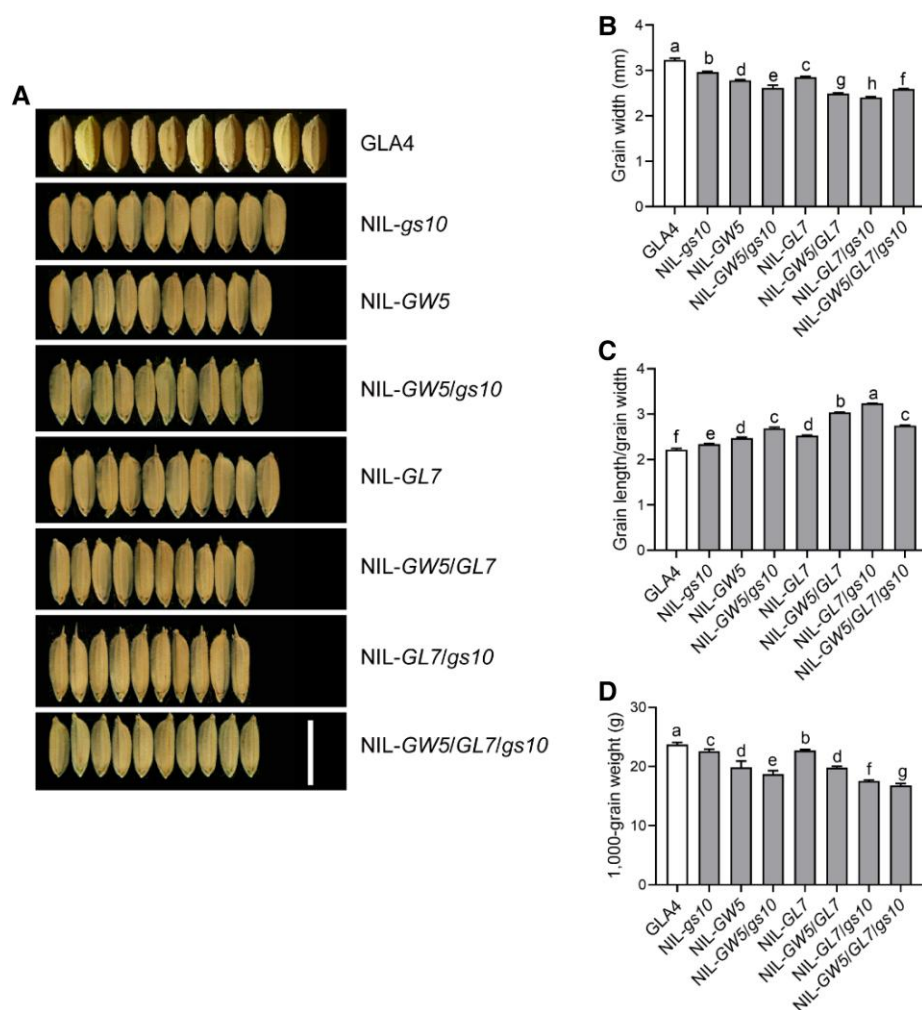 A
GLA4
NIL-gs10
NIL-GW5
NIL-GW5/gs10
NIL-GL7
NIL-GW5/GL7
NIL-GL7/gs10
NIL-GW5/GL7/gs10
B
Grain width (mm)
4
3
2
1
0
a
b
d
e
c
g
h
f
GLA4
NIL-gs10
NIL-GW5
NIL-GW5/gs10
NIL-GL7
NIL-GW5/GL7
NIL-GL7/gs10
NIL-GW5/GL7/gs10
C
Grain length/grain width
4
3
2
1
0
f
e
d
c
d
b
a
c
GLA4
NIL-gs10
NIL-GW5
NIL-GW5/gs10
NIL-GL7
NIL-GW5/GL7
NIL-GL7/gs10
NIL-GW5/GL7/gs10
D
1,000-grain weight (g)
30
20
10
0
a
c
d
e
b
d
f
g
GLA4
NIL-gs10
NIL-GW5
NIL-GW5/gs10
NIL-GL7
NIL-GW5/GL7
NIL-GL7/gs10
NIL-GW5/GL7/gs10